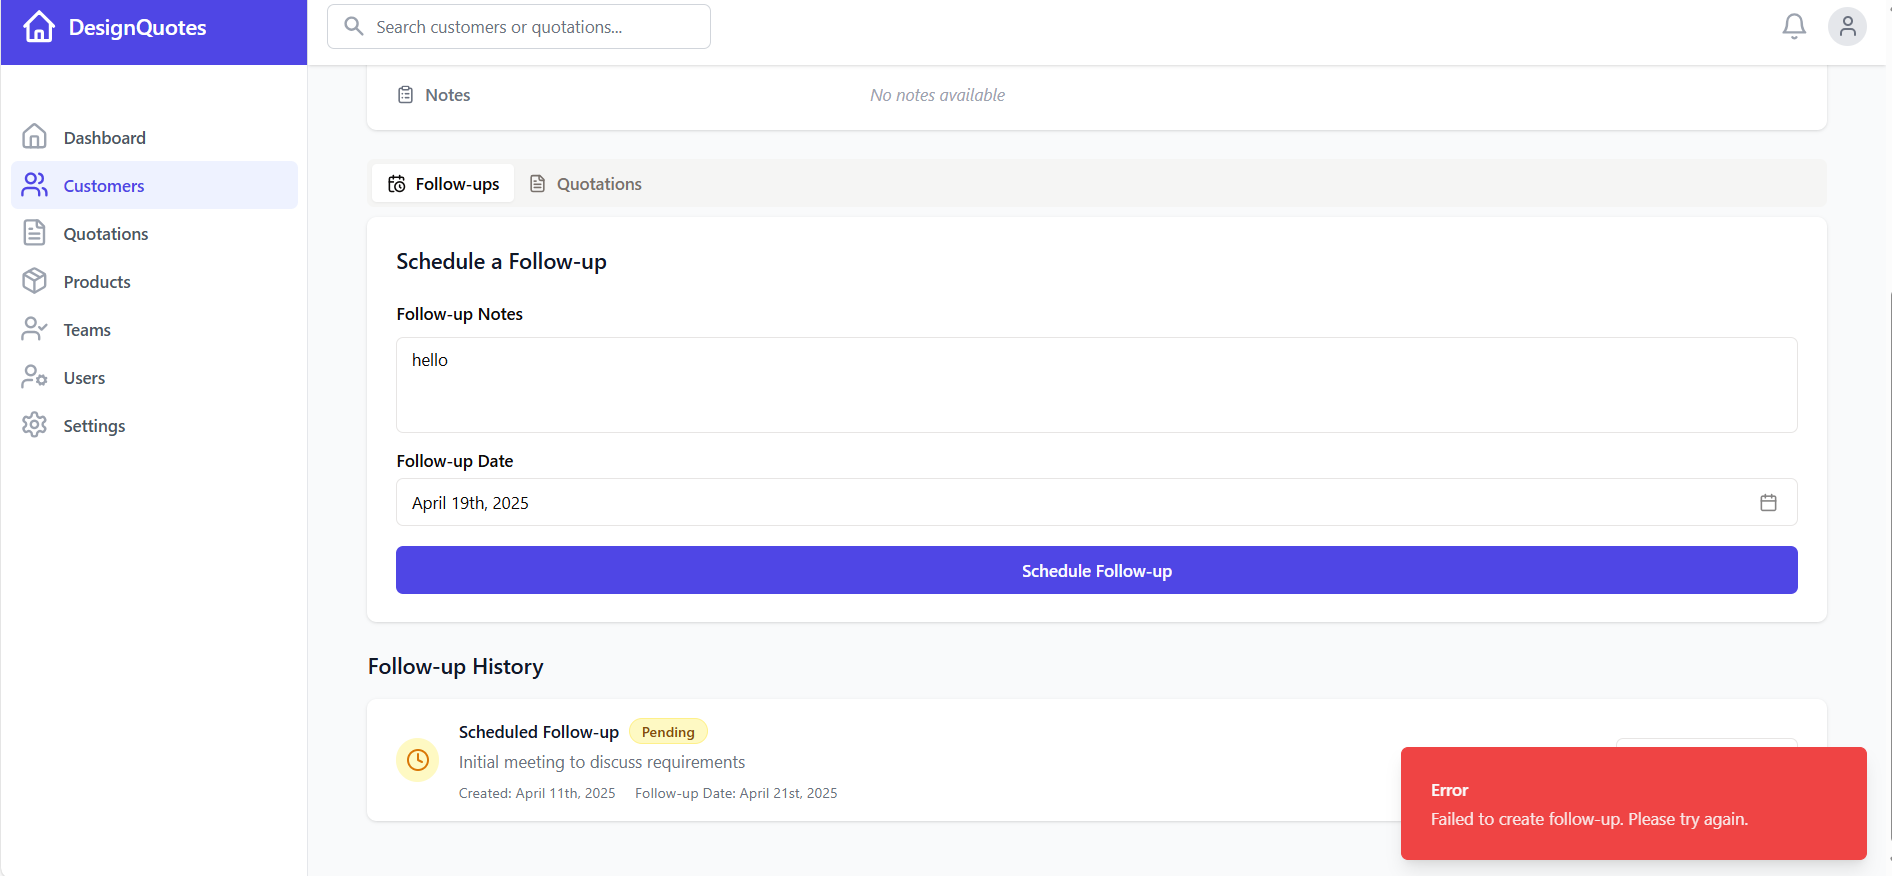 DesignQuotes
Search customers or quotations...
Dashboard
Customers
Quotations
Products
Teams
Users
Settings
Notes
No notes available
Follow-ups
Quotations
Schedule a Follow-up
Follow-up Notes
hello
Follow-up Date
April 19th, 2025
Schedule Follow-up
Follow-up History
Scheduled Follow-up Pending
Initial meeting to discuss requirements
Created: April 11th, 2025 Follow-up Date: April 21st, 2025
Error
Failed to create follow-up. Please try again.